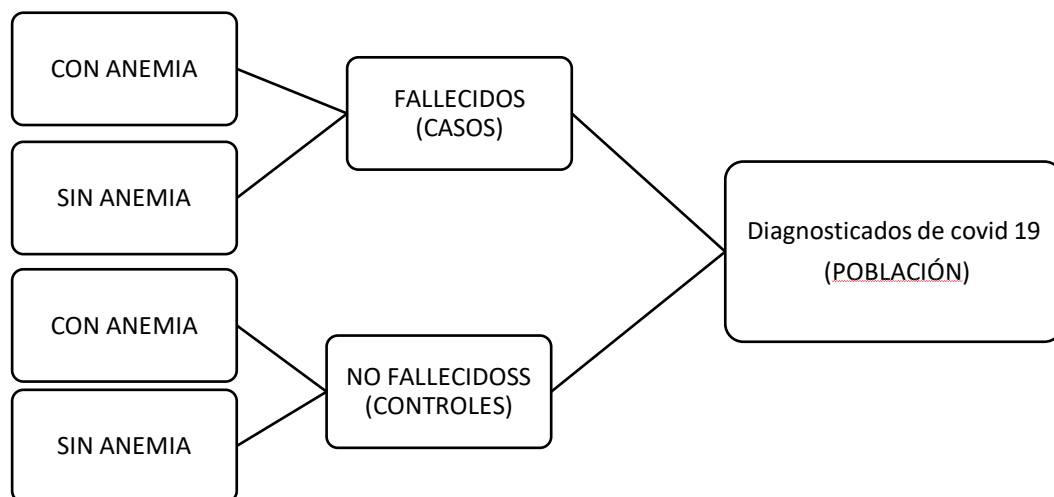 CON ANEMIA
SIN ANEMIA
CON ANEMIA
SIN ANEMIA
FALLECIDOS
(CASOS)
NO FALLECIDOSS
(CONTROLES)
Diagnosticados de covid 19
(POBLACIÓN)